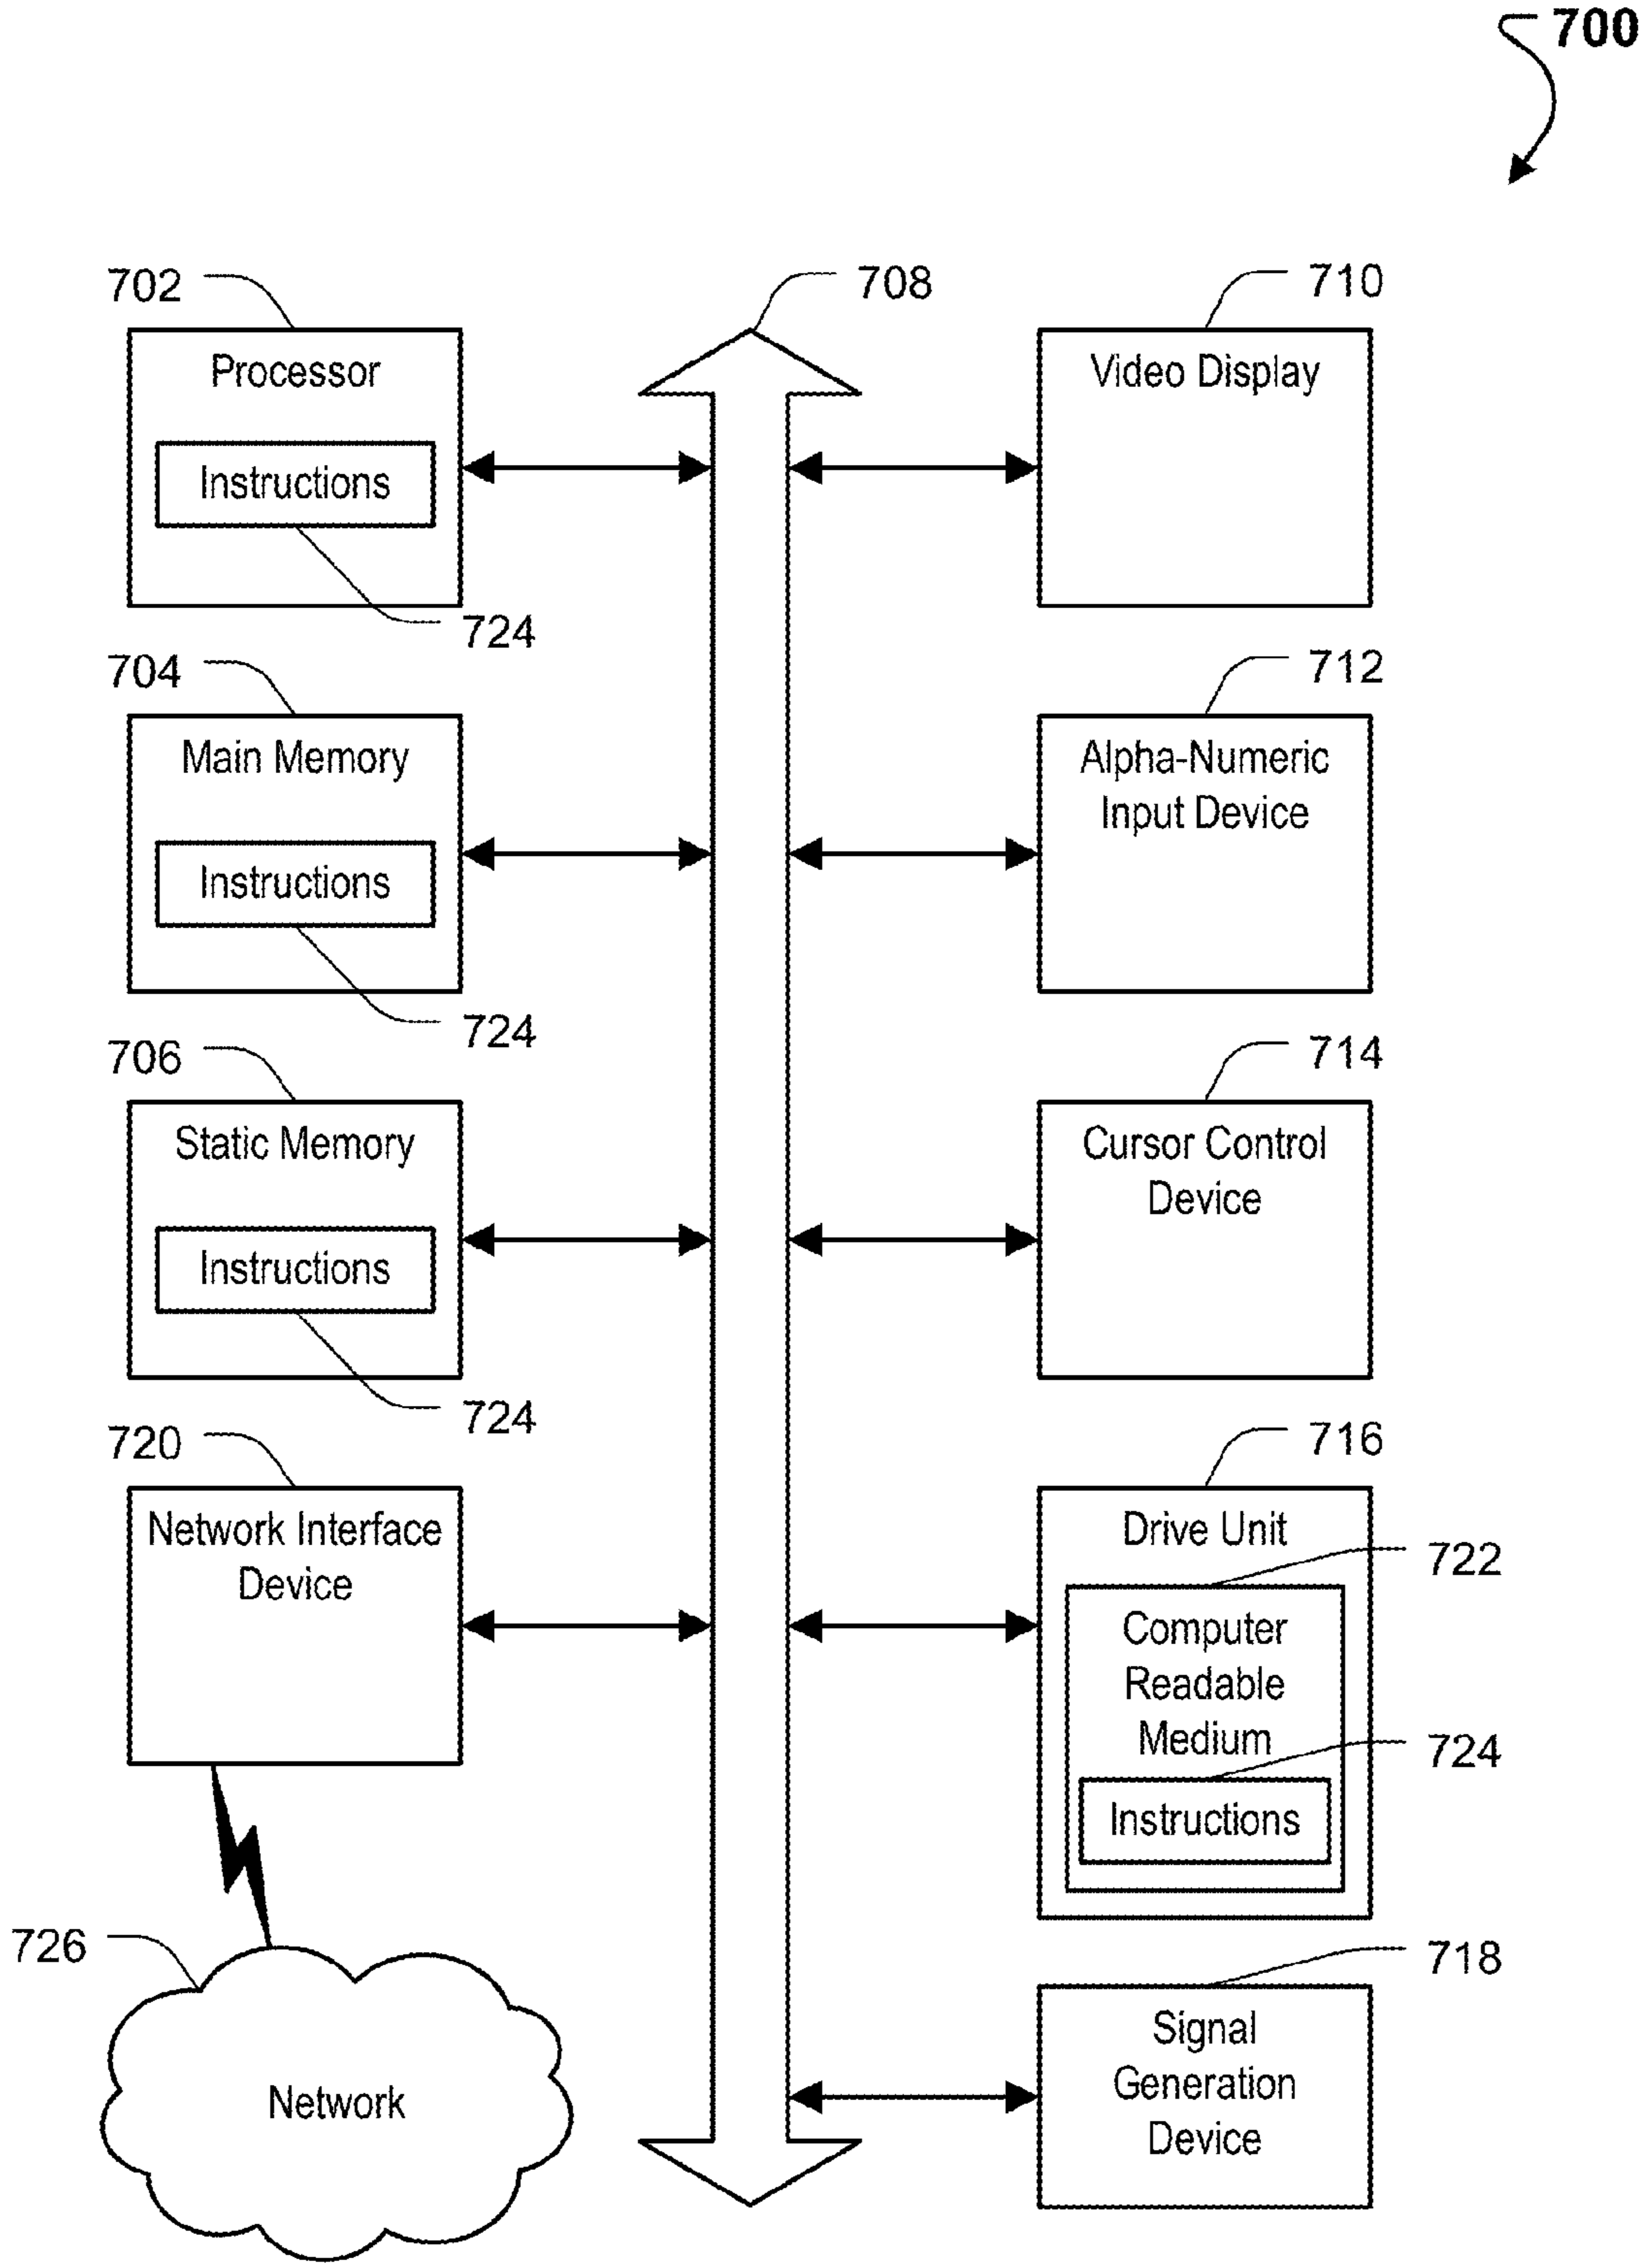 700
702
Processor
Instructions
724
704
Main Memory
Instructions
724
706
Static Memory
Instructions
724
720
Network Interface
Device
726
Network
708
710
Video Display
712
Alpha-Numeric
Input Device
714
Cursor Control
Device
716
Drive Unit
722
Computer
Readable
Medium
724
Instructions
718
Signal
Generation
Device